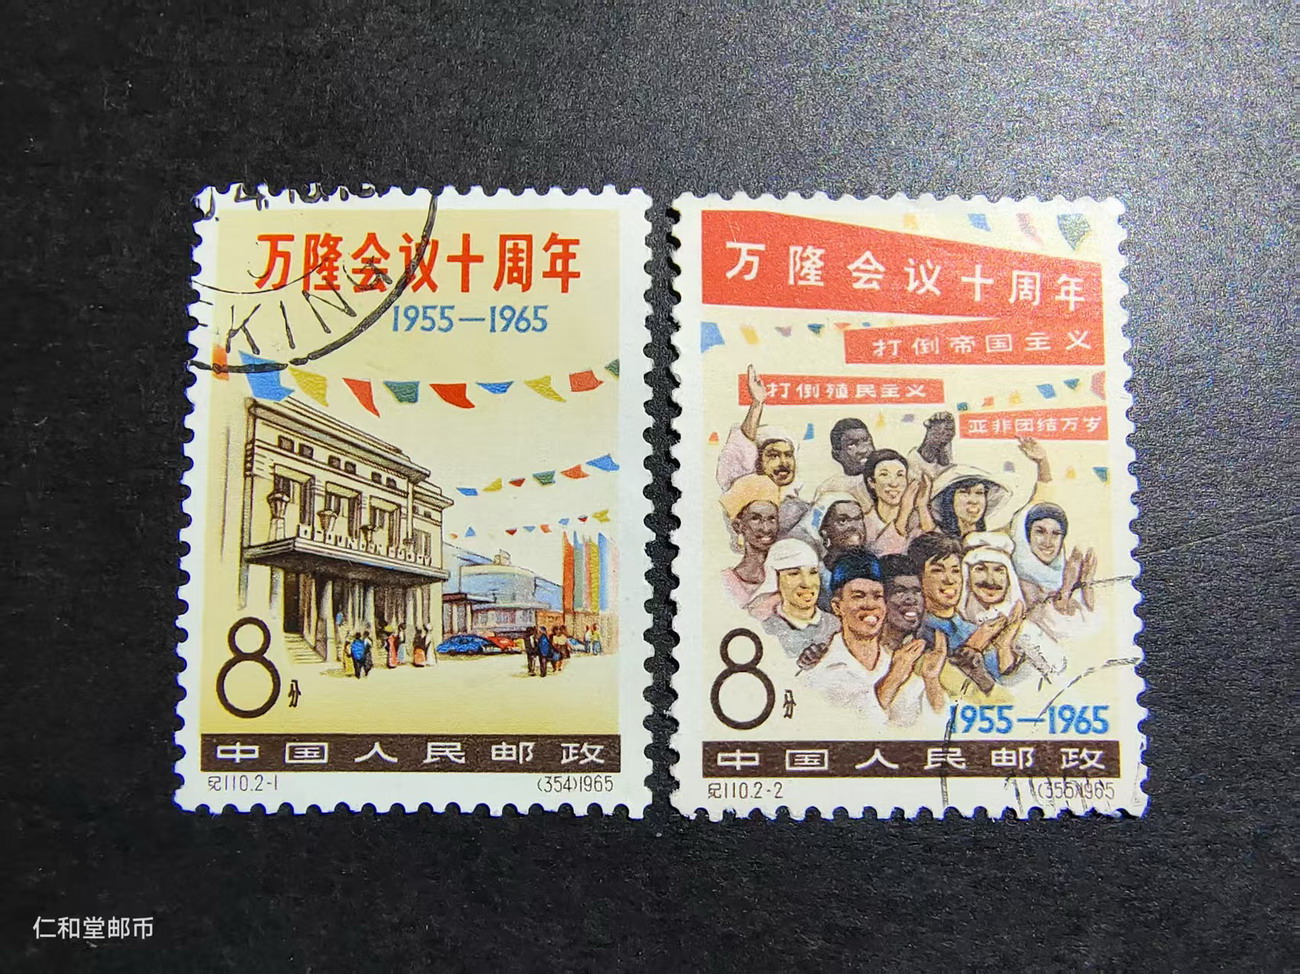 万隆会议十周年
KING
1955—1965
8分
中国人民邮政
纪110.2-1
(354)1965
万隆会议十周年
打倒帝国主义
打倒殖民主义
亚非团结万岁
8分
1955—1965
中国人民邮政
纪110.2-2
(355)1965
仁和堂邮币